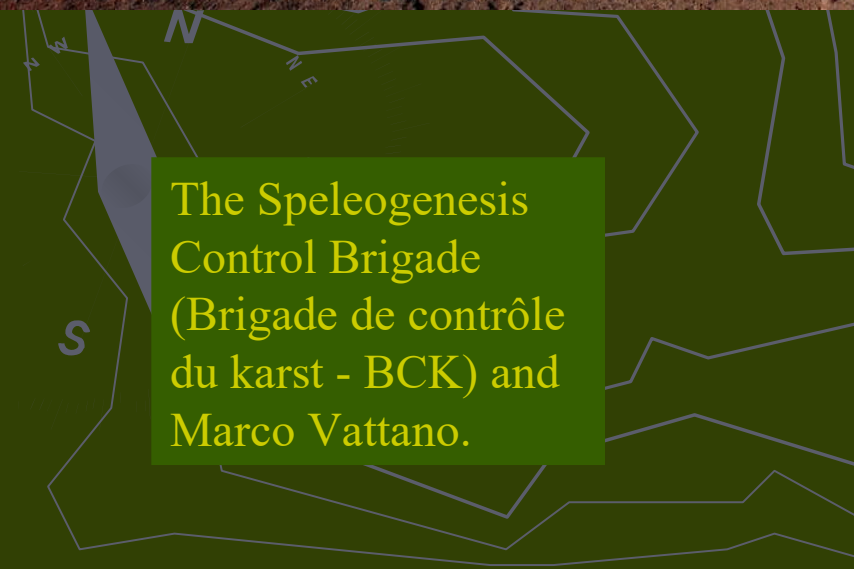 N
N W
N E
The Speleogenesis
Control Brigade
(Brigade de contrôle
du karst - BCK) and
Marco Vattano.
S